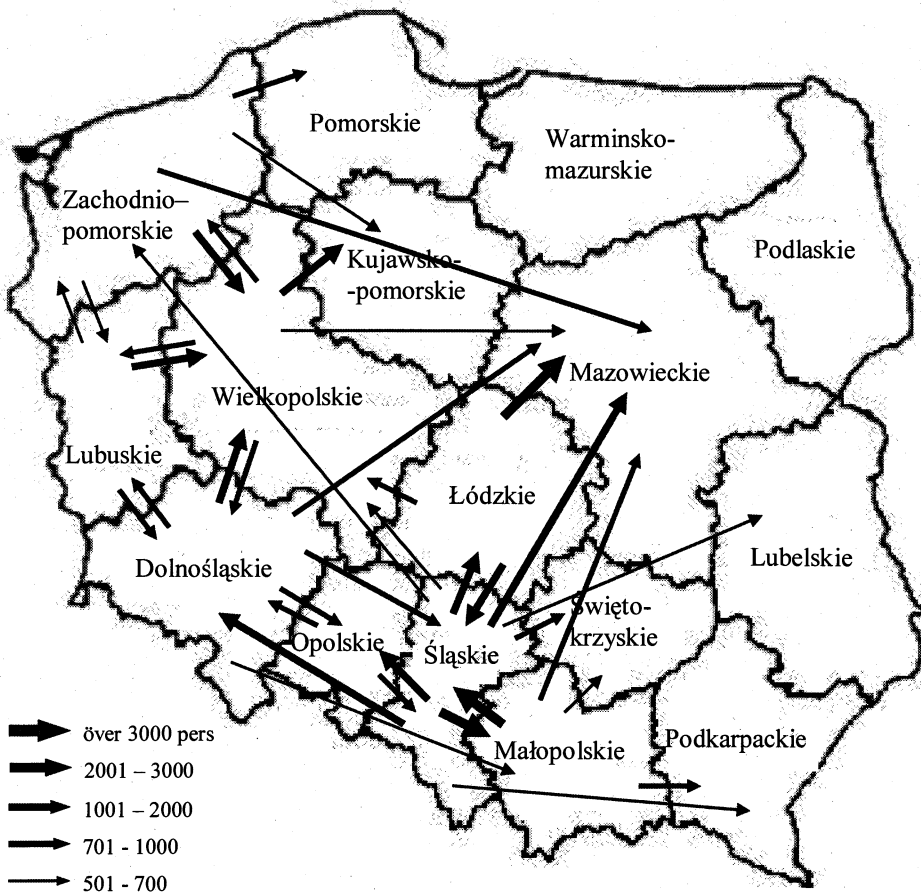 Pomorskie
Warminsko-
mazurskie
Zachodnio–
pomorskie
Podlaskie
Kujawsko-
-pomorskie
Mazowieckie
Wielkopolskie
Lubuskie
Łódzkie
Lubelskie
Dolnośląskie
Święto-
krzyskie
Opolskie
Śląskie
Małopolskie
Podkarpackie
över 3000 pers
2001 – 3000
1001 – 2000
701 - 1000
501 - 700